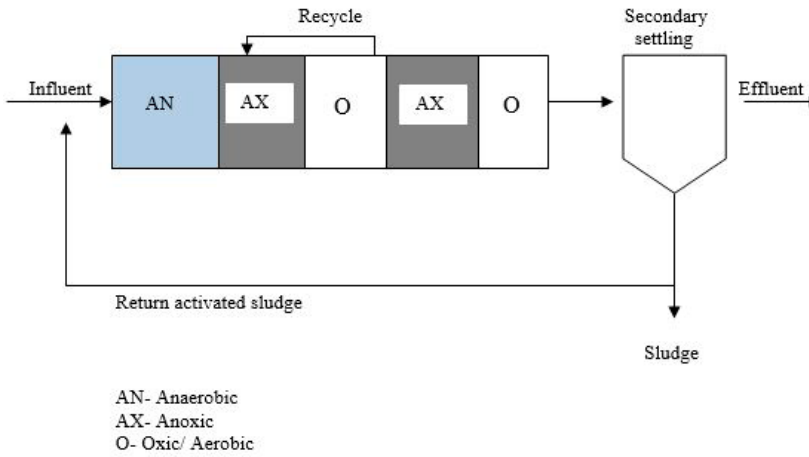 Recycle
Secondary
settling
Influent
AN
AX
O
AX
O
Effluent
Return activated sludge
Sludge
AN- Anaerobic
AX- Anoxic
O- Oxic/ Aerobic